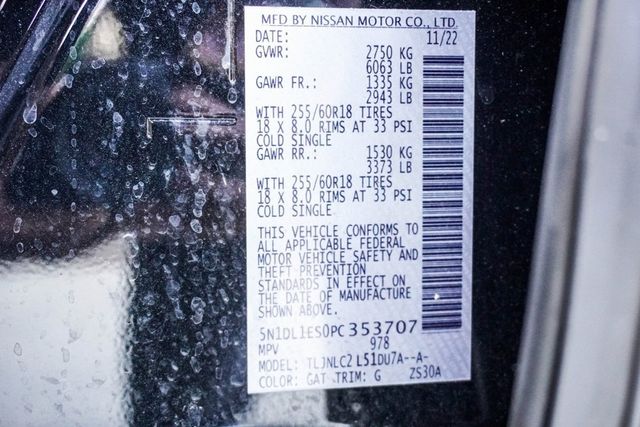 MFD BY NISSAN MOTOR CO., LTD.
DATE: 11/22
GVWR: 2750 KG
6063 LB
GAWR FR.: 1335 KG
2943 LB
WITH 255/60R18 TIRES
18 X 8.0 RIMS AT 33 PSI
COLD SINGLE
GAWR RR.: 1530 KG
3373 LB
WITH 255/60R18 TIRES
18 X 8.0 RIMS AT 33 PSI
COLD SINGLE
THIS VEHICLE CONFORMS TO
ALL APPLICABLE FEDERAL
MOTOR VEHICLE SAFETY AND
THEFT PREVENTION
STANDARDS IN EFFECT ON
THE DATE OF MANUFACTURE
SHOWN ABOVE.
5N1DL1ES0PC353707
MPV 978
MODEL: TLJNLC2 L51DU7A--A-
COLOR: GAT TRIM: G ZS30A